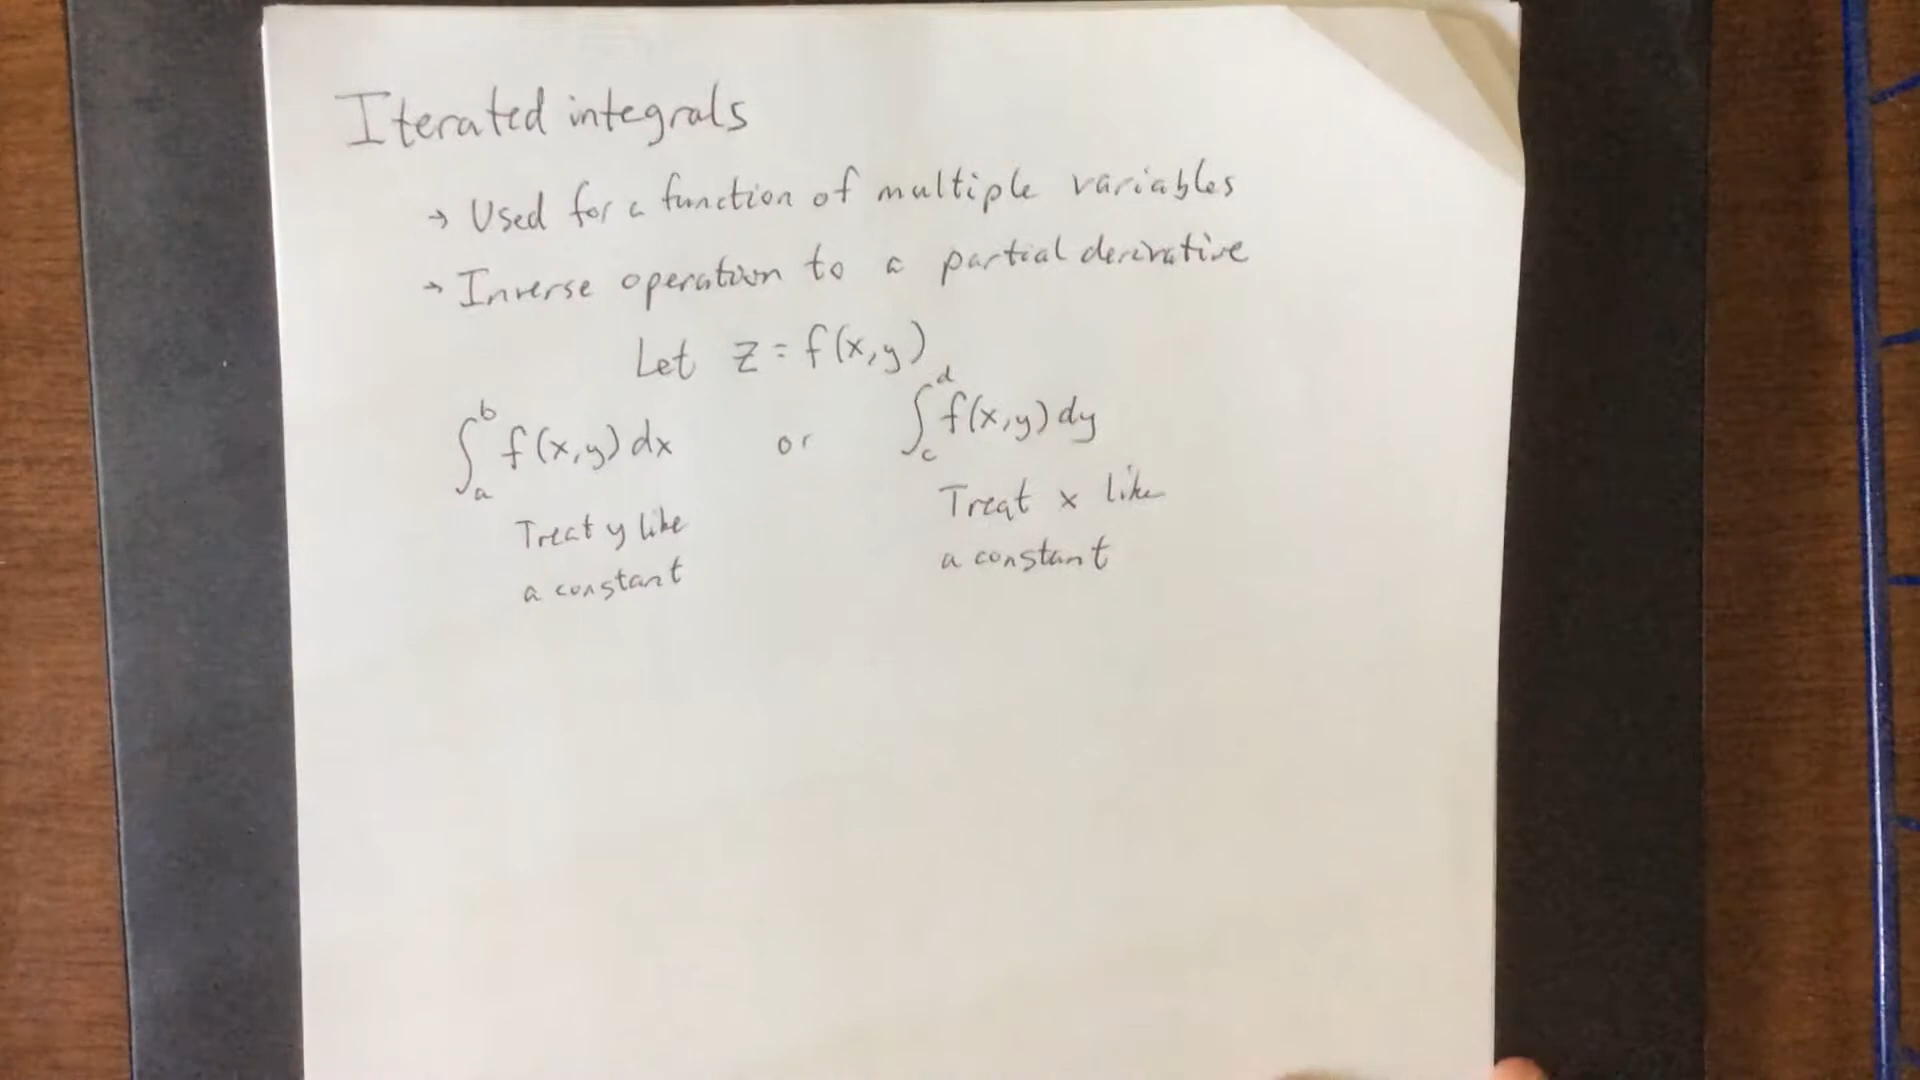 Iterated integrals
→ Used for a function of multiple variables
→ Inverse operation to a partial derivative
Let z = f(x,y)
∫_a^b f(x,y) dx or ∫_c^d f(x,y) dy
Treat y like
a constant
Treat x like
a constant